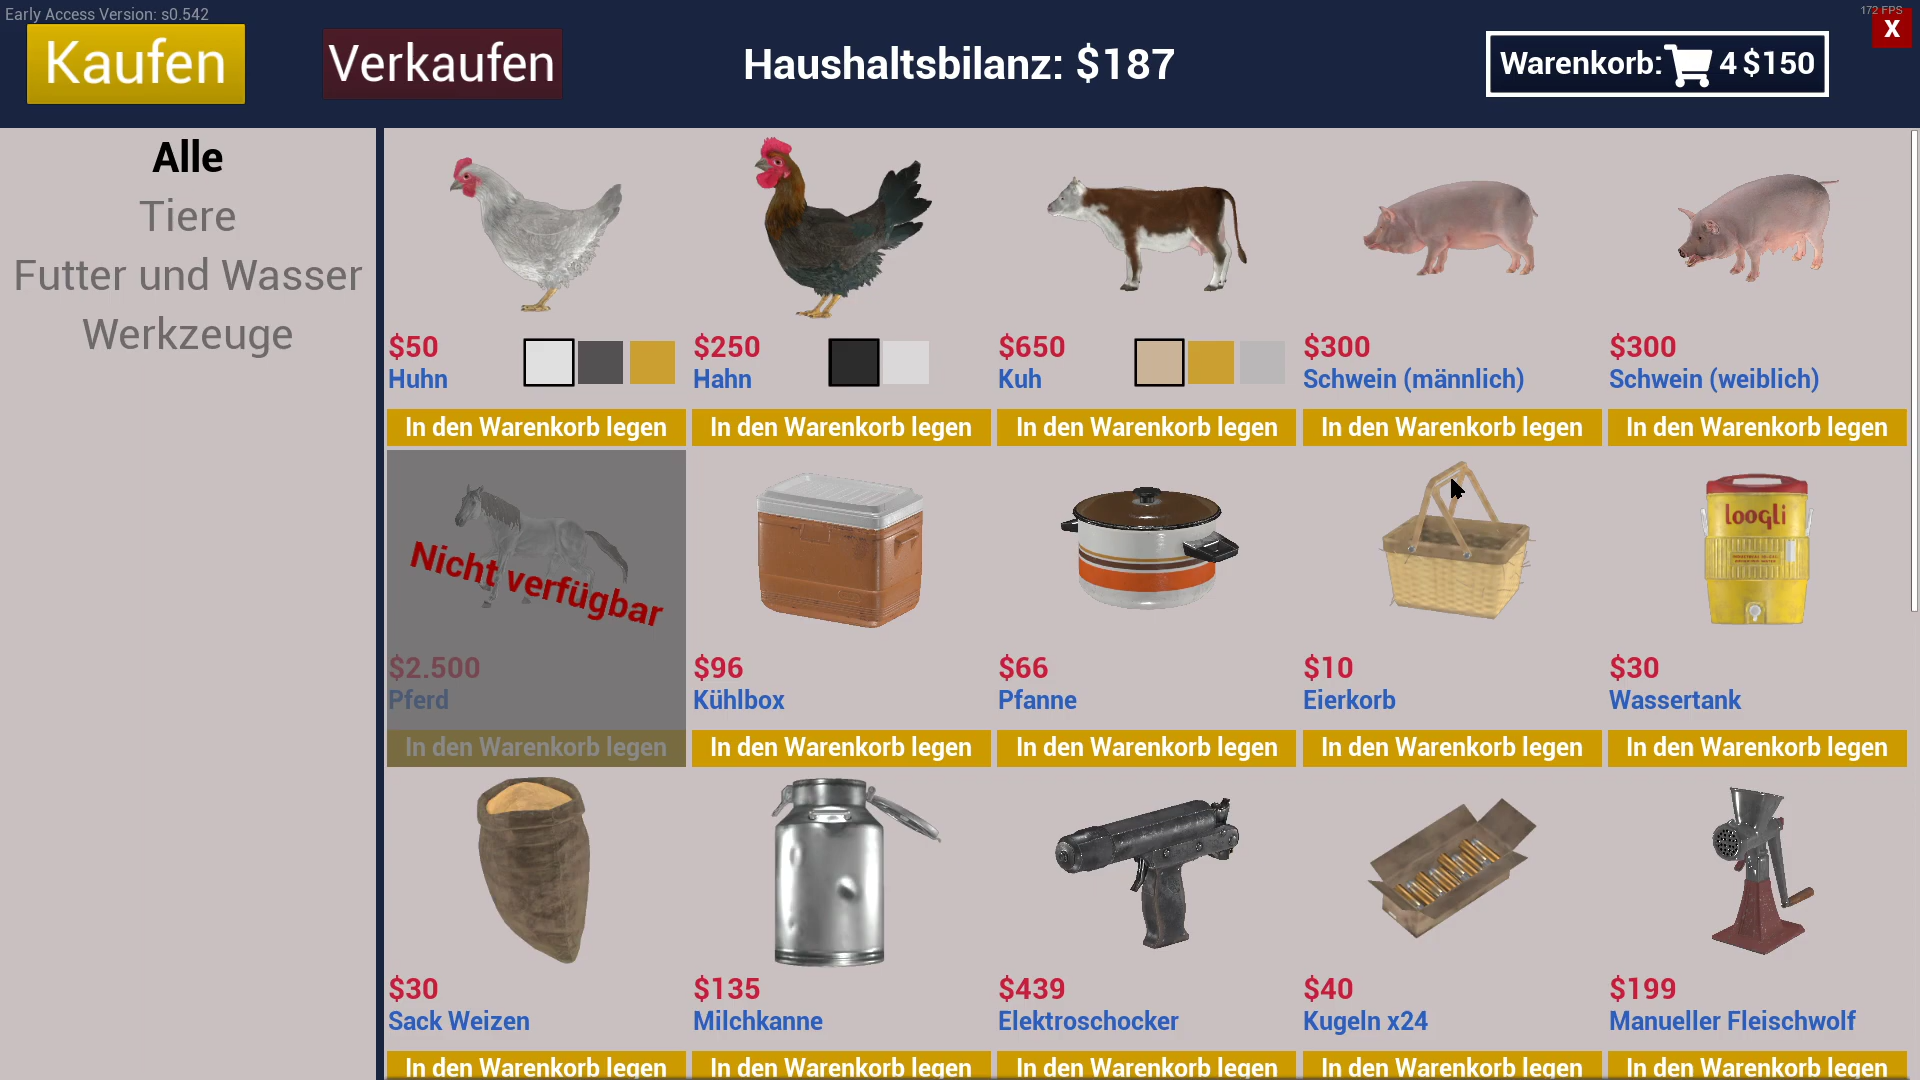 Early Access Version: s0.542
172 FPS
Kaufen
Verkaufen
Haushaltsbilanz: $187
Warenkorb: 4 $150
X
Alle
Tiere
Futter und Wasser
Werkzeuge
$50
Huhn
In den Warenkorb legen
$250
Hahn
In den Warenkorb legen
$650
Kuh
In den Warenkorb legen
$300
Schwein (männlich)
In den Warenkorb legen
$300
Schwein (weiblich)
In den Warenkorb legen
Nicht verfügbar
$2.500
Pferd
In den Warenkorb legen
$96
Kühlbox
In den Warenkorb legen
$66
Pfanne
In den Warenkorb legen
$10
Eierkorb
In den Warenkorb legen
loogli
$30
Wassertank
In den Warenkorb legen
$30
Sack Weizen
In den Warenkorb legen
$135
Milchkanne
In den Warenkorb legen
$439
Elektroschocker
In den Warenkorb legen
$40
Kugeln x24
In den Warenkorb legen
$199
Manueller Fleischwolf
In den Warenkorb legen